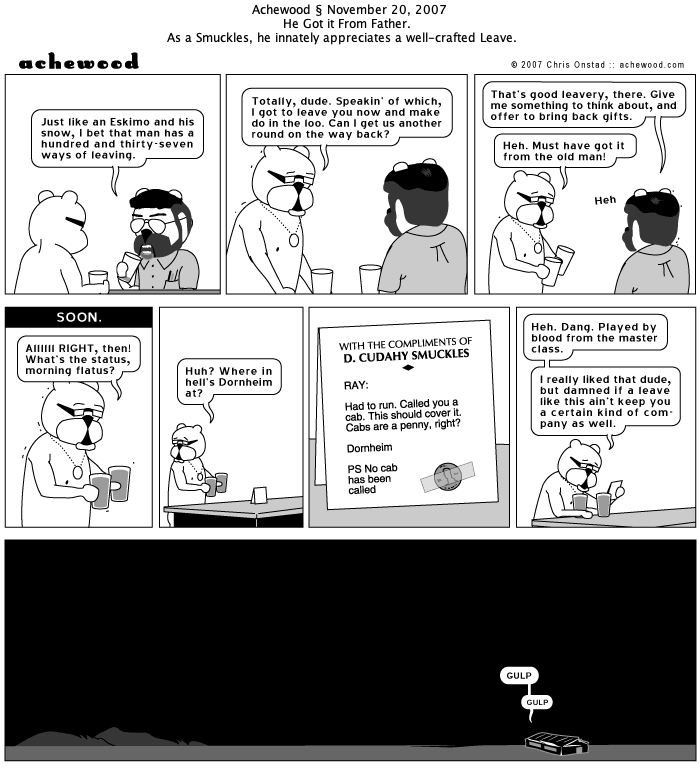 Achewood § November 20, 2007
He Got it From Father.
As a Smuckles, he innately appreciates a well-crafted Leave.
achewood
© 2007 Chris Onstad :: achewood.com
Just like an Eskimo and his
snow, I bet that man has a
hundred and thirty-seven
ways of leaving.
Totally, dude. Speakin' of which,
I got to leave you now and make
do in the loo. Can I get us another
round on the way back?
That's good leavery, there. Give
me something to think about, and
offer to bring back gifts.
Heh. Must have got it
from the old man!
Heh
SOON.
AIIIIII RIGHT, then!
What's the status,
morning flatus?
Huh? Where in
hell's Dornheim
at?
WITH THE COMPLIMENTS OF
D. CUDAHY SMUCKLES
RAY:
Had to run. Called you a
cab. This should cover it.
Cabs are a penny, right?
Dornheim
PS No cab
has been
called
Heh. Dang. Played by
blood from the master
class.
I really liked that dude,
but damned if a leave
like this ain't keep you
a certain kind of com-
pany as well.
GULP
GULP